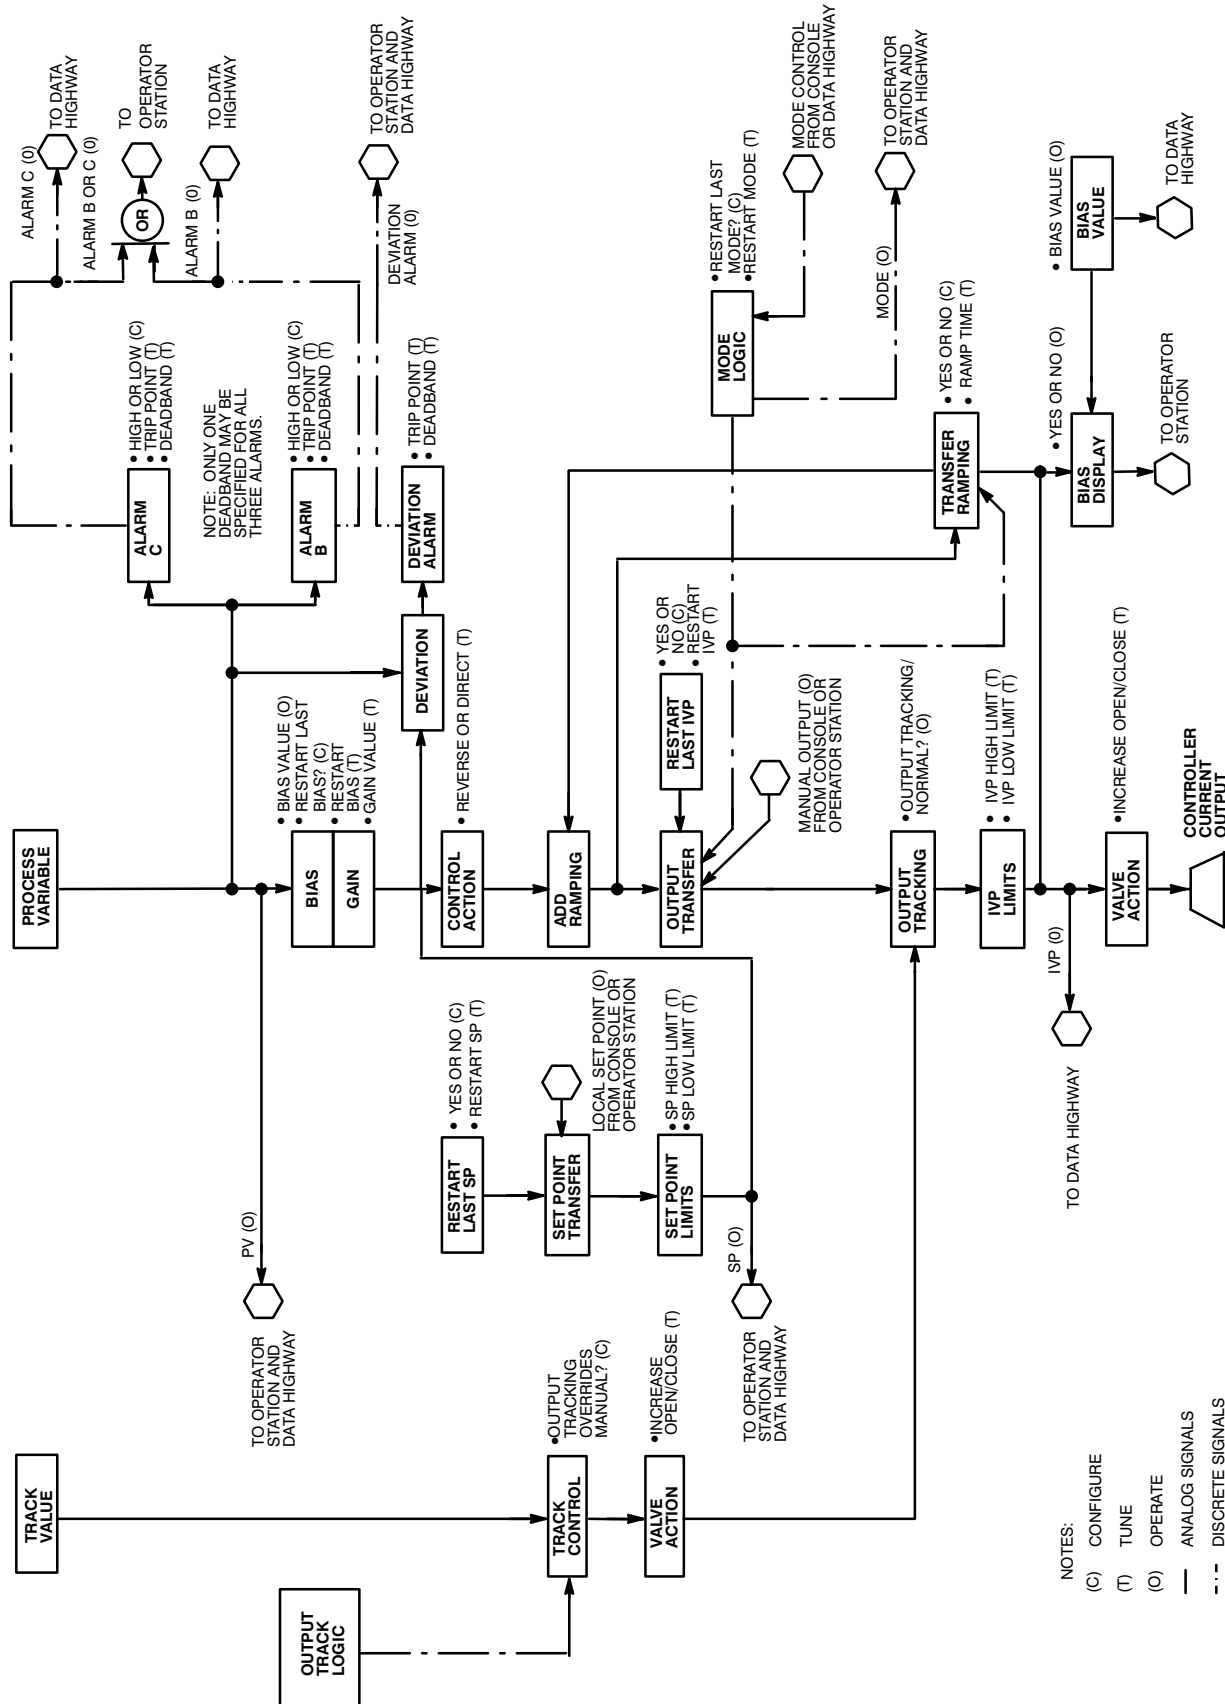 TRACK
VALUE
PROCESS
VARIABLE
OUTPUT
TRACK
LOGIC
TO OPERATOR
STATION AND
DATA HIGHWAY
PV (O)
BIAS
GAIN
● BIAS VALUE (O)
● RESTART LAST
BIAS? (C)
● RESTART
BIAS (T)
● GAIN VALUE (T)
ALARM
C
● HIGH OR LOW (C)
● TRIP POINT (T)
● DEADBAND (T)
NOTE: ONLY ONE
DEADBAND MAY BE
SPECIFIED FOR ALL
THREE ALARMS.
ALARM
B
● HIGH OR LOW (C)
● TRIP POINT (T)
● DEADBAND (T)
ALARM C (0)
TO DATA
HIGHWAY
ALARM B OR C (0)
OR
TO
OPERATOR
STATION
ALARM B (0)
TO DATA
HIGHWAY
DEVIATION
DEVIATION
ALARM
● TRIP POINT (T)
● DEADBAND (T)
DEVIATION
ALARM (0)
TO OPERATOR
STATION AND
DATA HIGHWAY
RESTART
LAST SP
● YES OR NO (C)
● RESTART SP (T)
CONTROL
ACTION
● REVERSE OR DIRECT (T)
TRACK
CONTROL
● OUTPUT
TRACKING
OVERRIDES
MANUAL? (C)
SET POINT
TRANSFER
LOCAL SET POINT (O)
FROM CONSOLE OR
OPERATOR STATION
ADD
RAMPING
VALVE
ACTION
● INCREASE
OPEN/CLOSE (T)
SET POINT
LIMITS
● SP HIGH LIMIT (T)
● SP LOW LIMIT (T)
OUTPUT
TRANSFER
RESTART
LAST IVP
● YES OR
NO (C)
● RESTART
IVP (T)
MODE
LOGIC
● RESTART LAST
MODE? (C)
● RESTART MODE (T)
MODE CONTROL
FROM CONSOLE
OR DATA HIGHWAY
TO OPERATOR
STATION AND
DATA HIGHWAY
SP (O)
MANUAL OUTPUT (O)
FROM CONSOLE OR
OPERATOR STATION
MODE (O)
TO OPERATOR
STATION AND
DATA HIGHWAY
OUTPUT
TRACKING
● OUTPUT TRACKING/
NORMAL? (O)
TRANSFER
RAMPING
● YES OR NO (C)
● RAMP TIME (T)
IVP
LIMITS
● IVP HIGH LIMIT (T)
● IVP LOW LIMIT (T)
TO DATA HIGHWAY
IVP (0)
BIAS
DISPLAY
● YES OR NO (O)
BIAS
VALUE
● BIAS VALUE (O)
VALVE
ACTION
● INCREASE OPEN/CLOSE (T)
TO OPERATOR
STATION
TO DATA
HIGHWAY
CONTROLLER
CURRENT
OUTPUT
NOTES:
(C) CONFIGURE
(T) TUNE
(O) OPERATE
ANALOG SIGNALS
DISCRETE SIGNALS